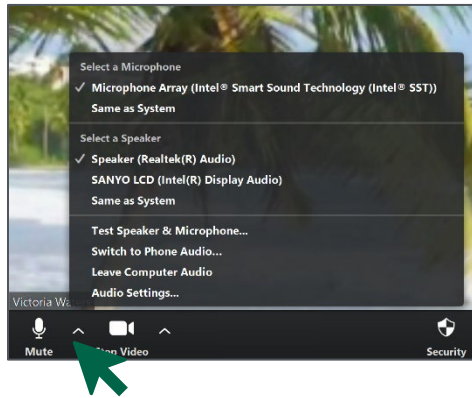 Select a Microphone
✓ Microphone Array (Intel® Smart Sound Technology (Intel® SST))
Same as System
Select a Speaker
✓ Speaker (Realtek(R) Audio)
SANYO LCD (Intel(R) Display Audio)
Same as System
Test Speaker & Microphone...
Switch to Phone Audio...
Leave Computer Audio
Audio Settings...
Victoria
Mute Video Security